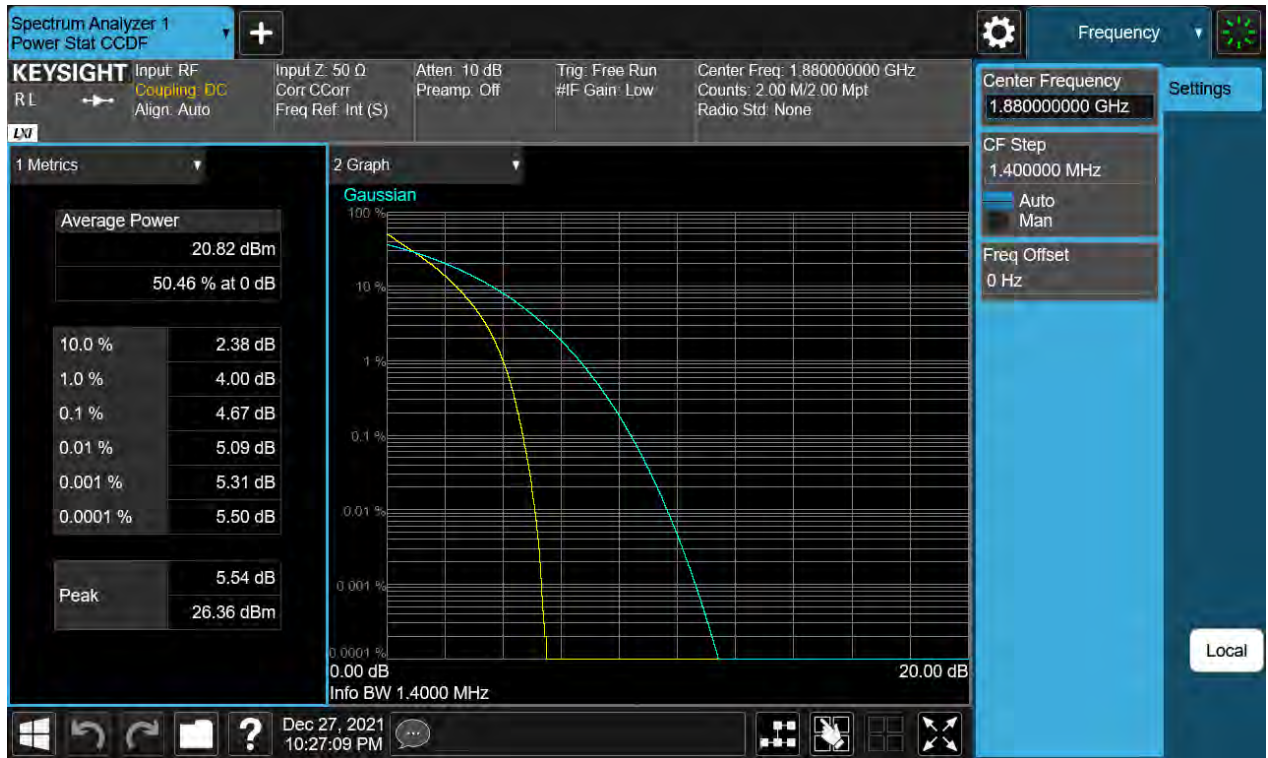 Spectrum Analyzer 1
Power Stat CCDF
+
Frequency
KEYSIGHT
RL
LXI
Input: RF
Coupling: DC
Align: Auto
Input Z: 50 Ω
Corr CCorr
Freq Ref: Int (S)
Atten: 10 dB
Preamp: Off
Trig: Free Run
#IF Gain: Low
Center Freq: 1.880000000 GHz
Counts: 2.00 M/2.00 Mpt
Radio Std: None
Center Frequency
1.880000000 GHz
Settings
CF Step
1.400000 MHz
Auto
Man
Freq Offset
0 Hz
1 Metrics
Average Power
20.82 dBm
50.46 % at 0 dB
10.0 % 2.38 dB
1.0 % 4.00 dB
0.1 % 4.67 dB
0.01 % 5.09 dB
0.001 % 5.31 dB
0.0001 % 5.50 dB
Peak 5.54 dB
26.36 dBm
2 Graph
Gaussian
100 %
10 %
1 %
0.1 %
0.01 %
0.001 %
0.0001 %
0.00 dB 20.00 dB
Info BW 1.4000 MHz
Local
?
Dec 27, 2021
10:27:09 PM